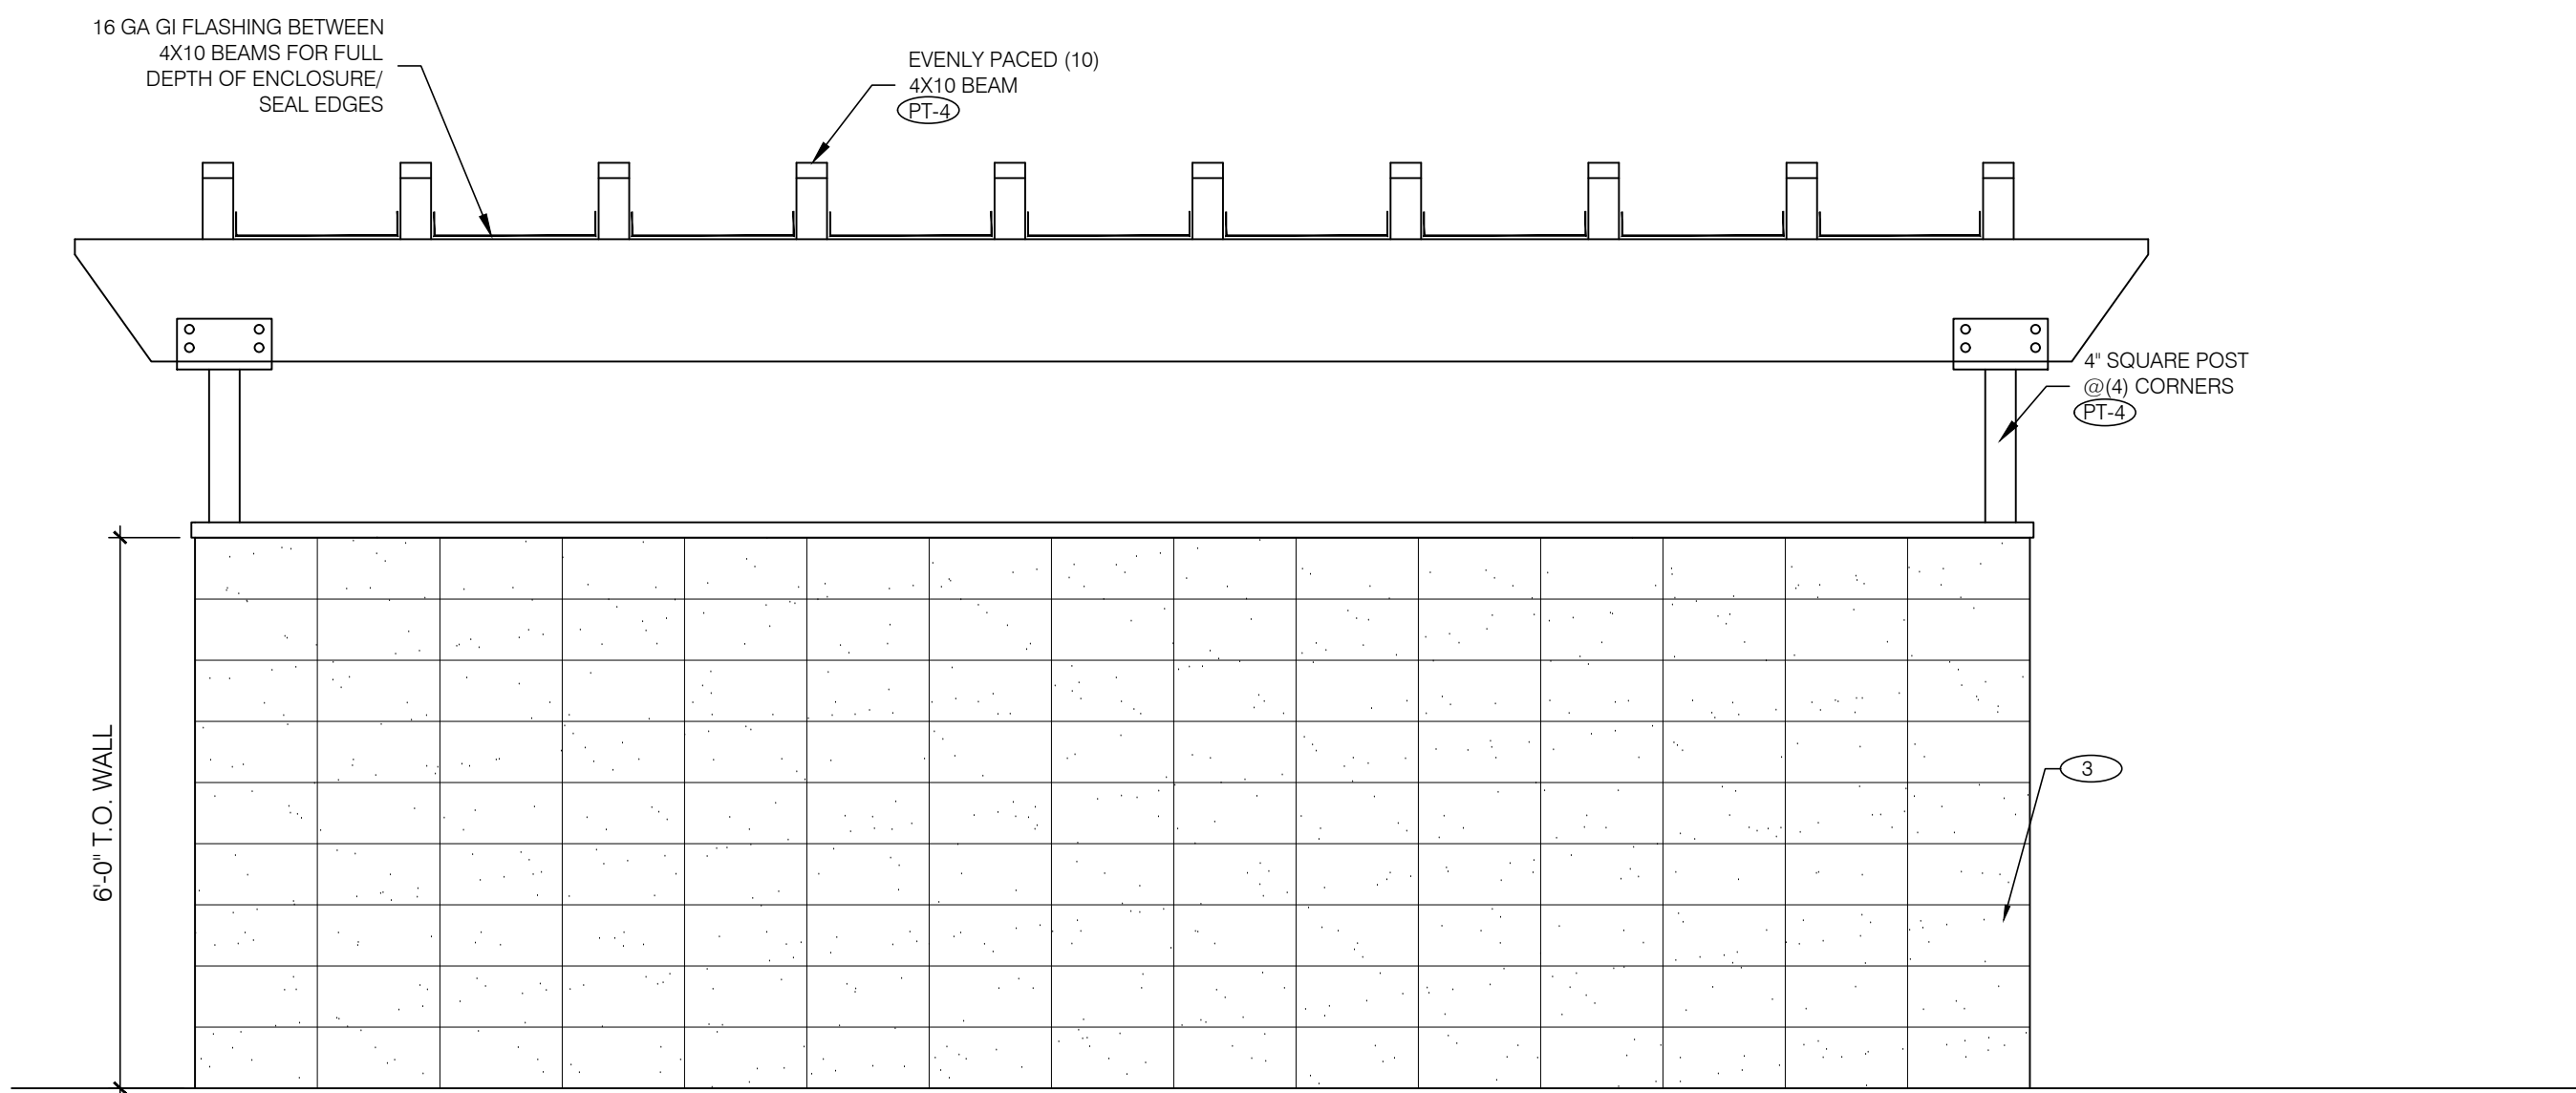 16 GA GI FLASHING BETWEEN
4X10 BEAMS FOR FULL
DEPTH OF ENCLOSURE/
SEAL EDGES
EVENLY PACED (10)
4X10 BEAM
PT-4
4" SQUARE POST
@(4) CORNERS
PT-4
6'-0" T.O. WALL
3